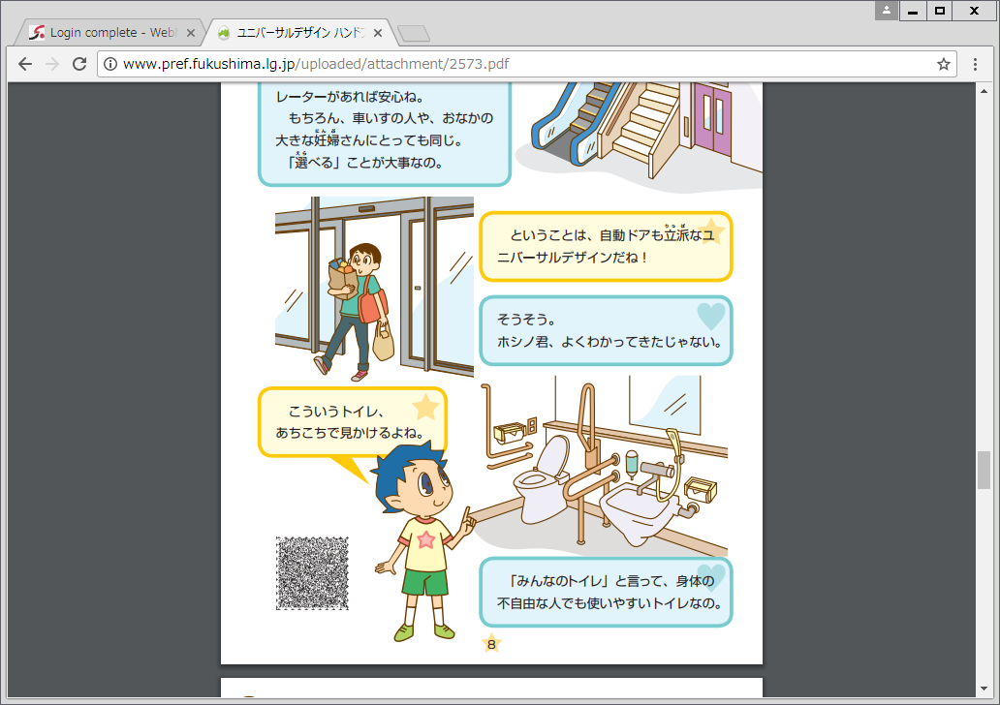 Login complete - Web
ユニバーサルデザイン ハンド
www.pref.fukushima.lg.jp/uploaded/attachment/2573.pdf
レーターがあれば安心ね。
もちろん、車いすの人や、おなかの
大きな妊婦さんにとっても同じ。
「選べる」ことが大事なの。
ということは、自動ドアも立派なユ
ニバーサルデザインだね！
そうそう。
ホシノ君、よくわかってきたじゃない。
こういうトイレ、
あちこちで見かけるよね。
「みんなのトイレ」と言って、身体の
不自由な人でも使いやすいトイレなの。
8